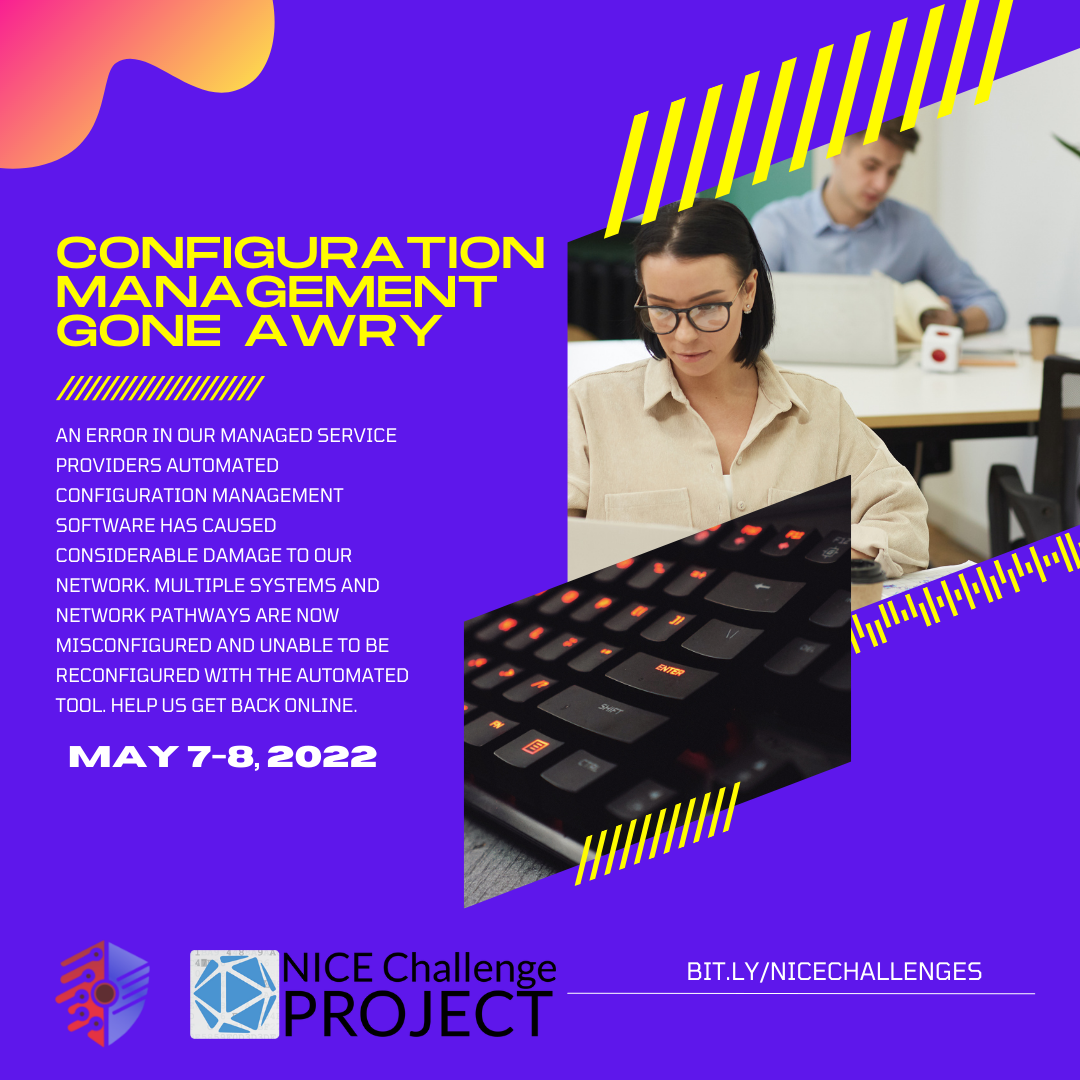 CONFIGURATION
MANAGEMENT
GONE AWRY
AN ERROR IN OUR MANAGED SERVICE
PROVIDERS AUTOMATED
CONFIGURATION MANAGEMENT
SOFTWARE HAS CAUSED
CONSIDERABLE DAMAGE TO OUR
NETWORK. MULTIPLE SYSTEMS AND
NETWORK PATHWAYS ARE NOW
MISCONFIGURED AND UNABLE TO BE
RECONFIGURED WITH THE AUTOMATED
TOOL. HELP US GET BACK ONLINE.
MAY 7-8, 2022
ENTER
SHIFT
FN
CTRL
NICE Challenge
PROJECT
BIT.LY/NICECHALLENGES